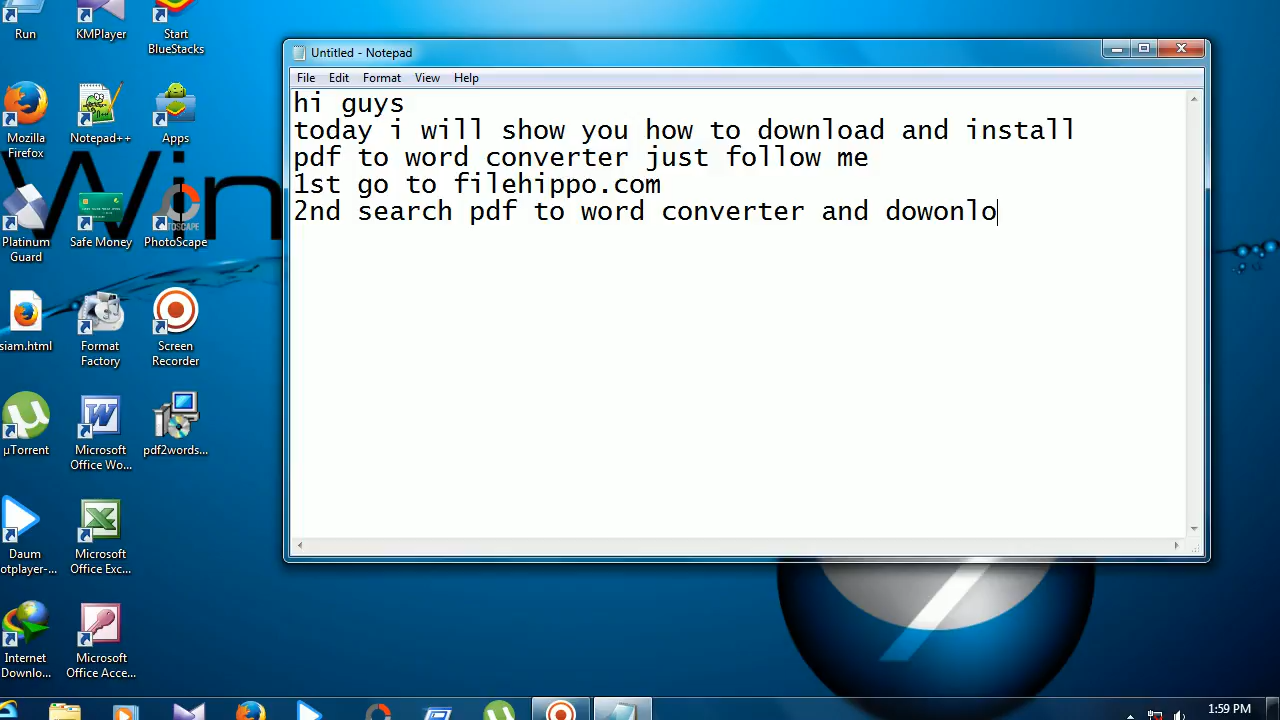 Run
KMPlayer
Start
BlueStacks
Mozilla
Firefox
Notepad++
Apps
Win
Platinum
Guard
Safe Money
PhotoScape
siam.html
Format
Factory
Screen
Recorder
µTorrent
Microsoft
Office Wo...
pdf2words...
Daum
otplayer-...
Microsoft
Office Exc...
Internet
Downlo...
Microsoft
Office Acce...
Untitled - Notepad
File Edit Format View Help
hi guys
today i will show you how to download and install
pdf to word converter just follow me
1st go to filehippo.com
2nd search pdf to word converter and dowonlo
1:59 PM